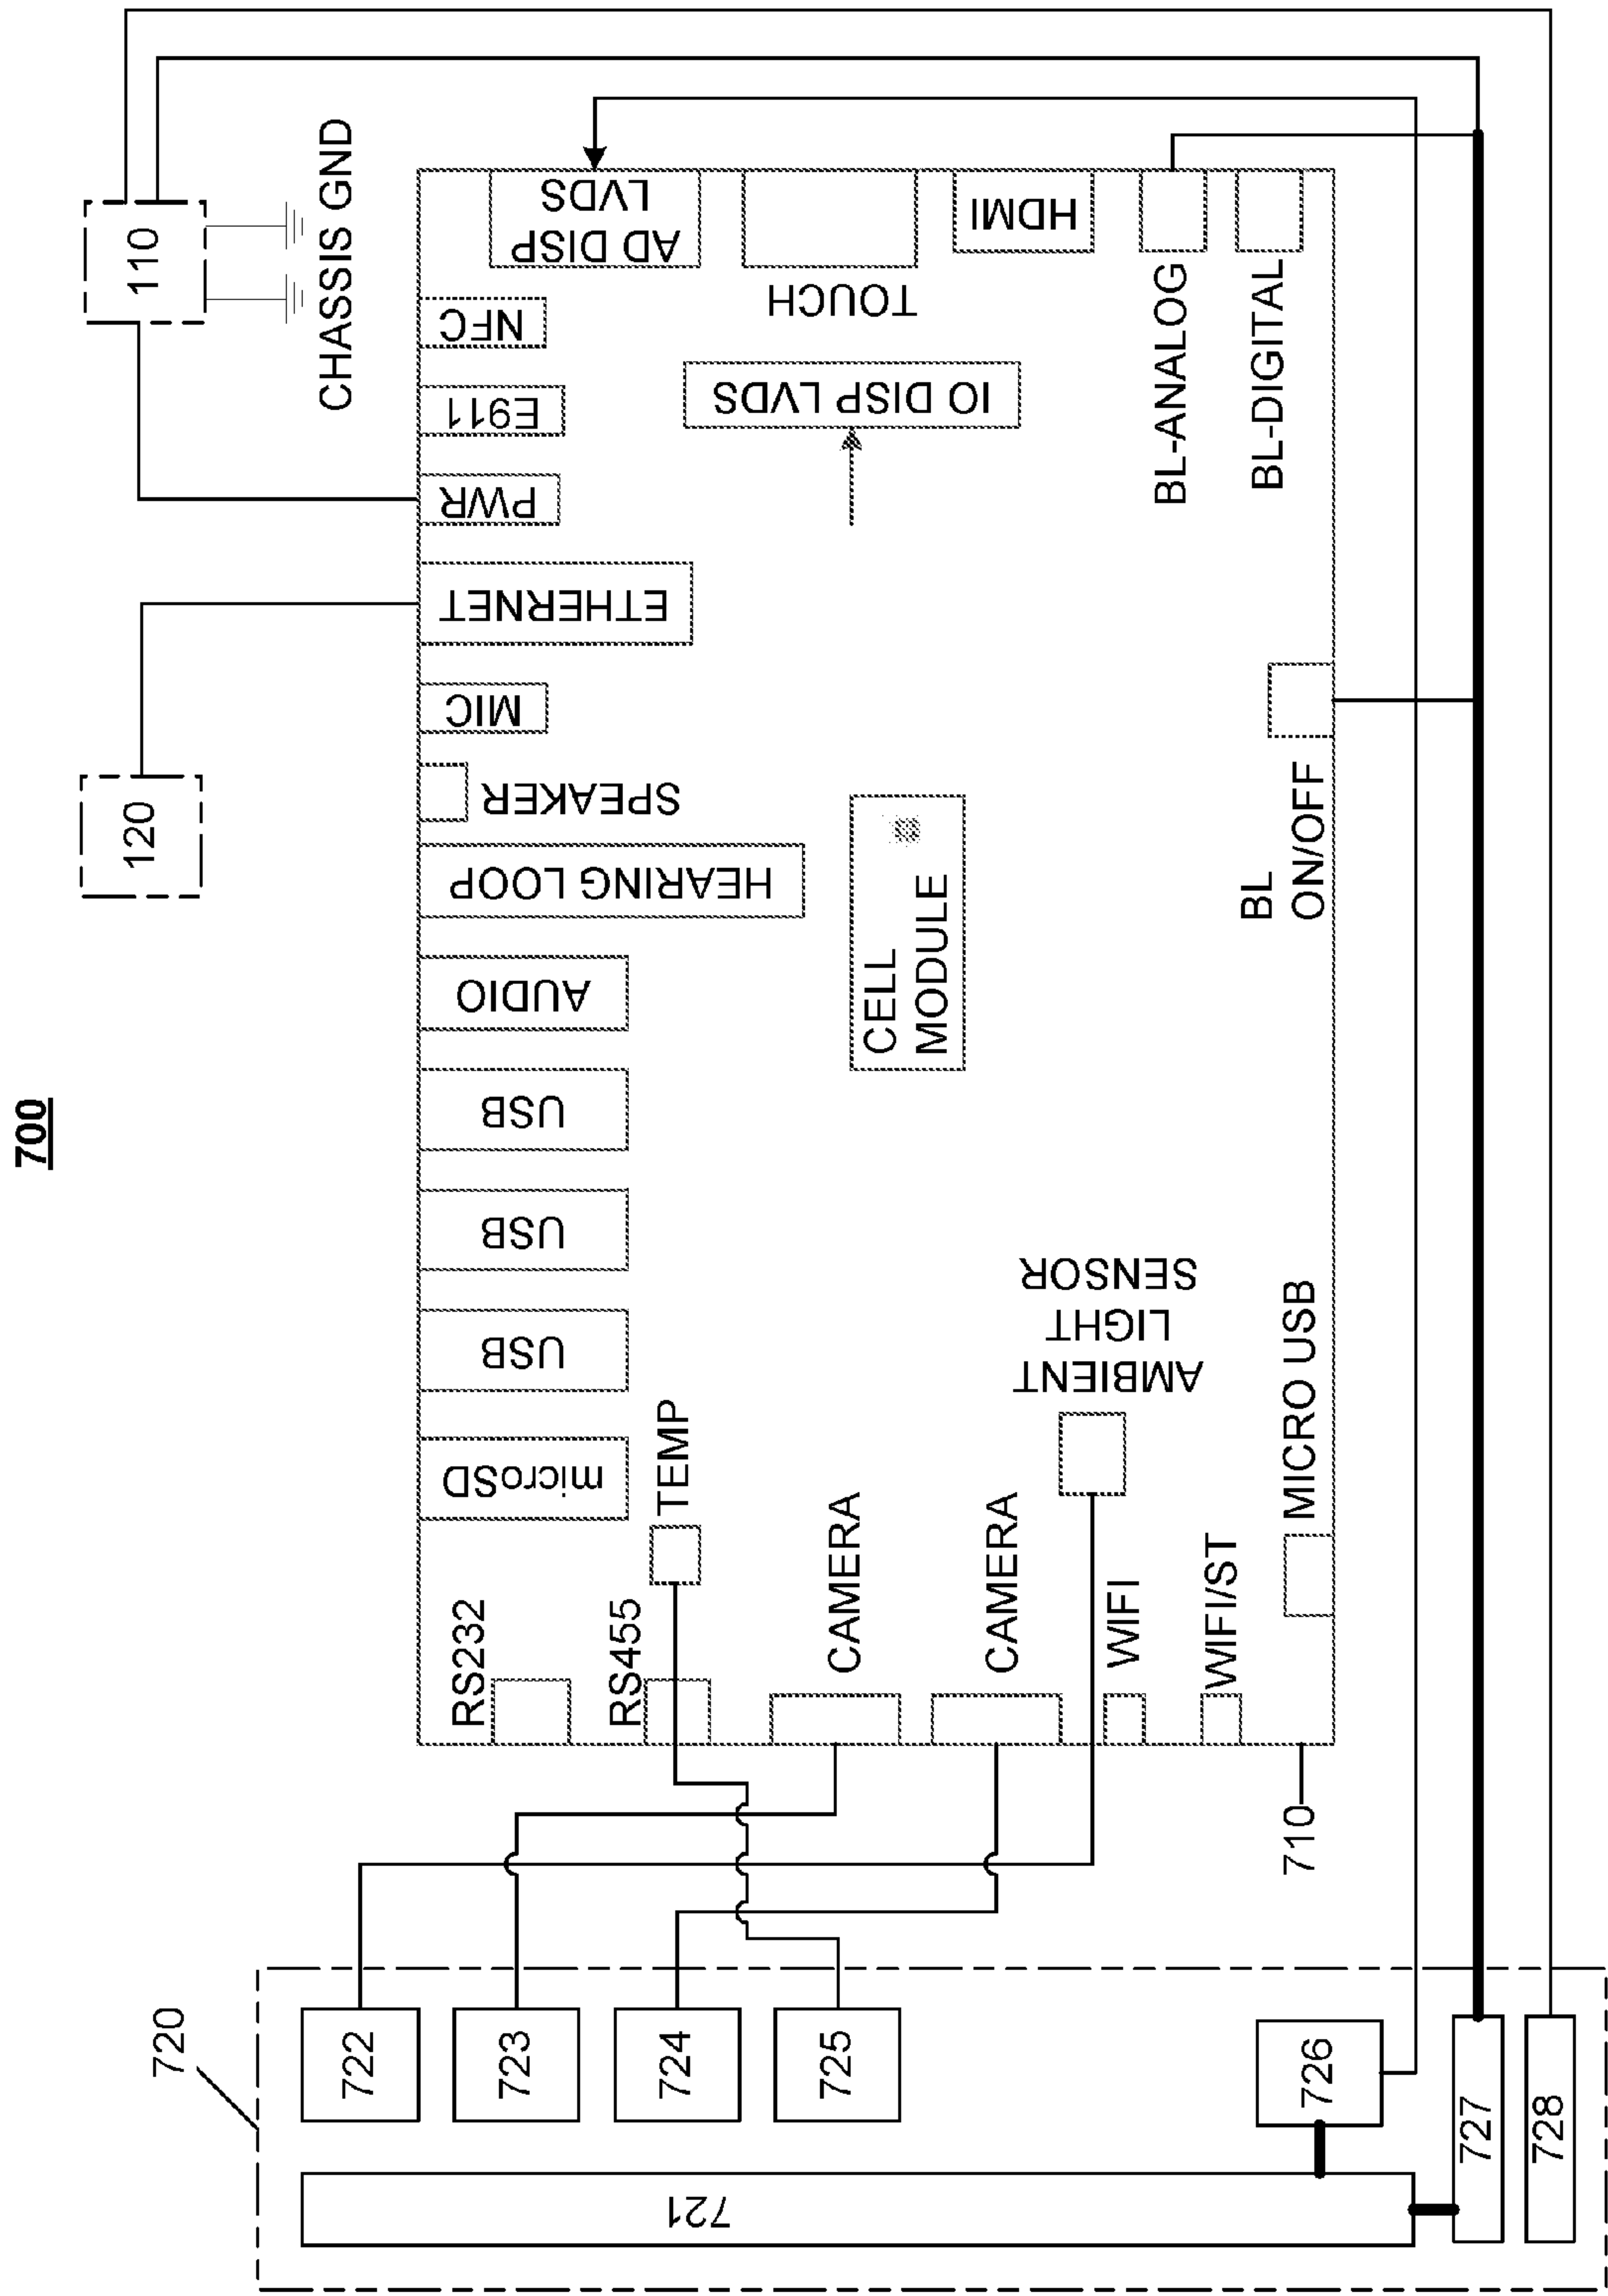 700
110
CHASSIS GND
120
AD DISP
LVDS
NFC
E911
PWR
ETHERNET
MIC
SPEAKER
HEARING LOOP
AUDIO
USB
USB
USB
microSD
TOUCH
HDMI
IO DISP LVDS
BL-ANALOG
BL-DIGITAL
CELL
MODULE
BL
ON/OFF
AMBIENT
LIGHT
SENSOR
MICRO USB
TEMP
RS232
RS455
CAMERA
CAMERA
WIFI
WIFI/ST
710
720
722
723
724
725
726
727
728
721